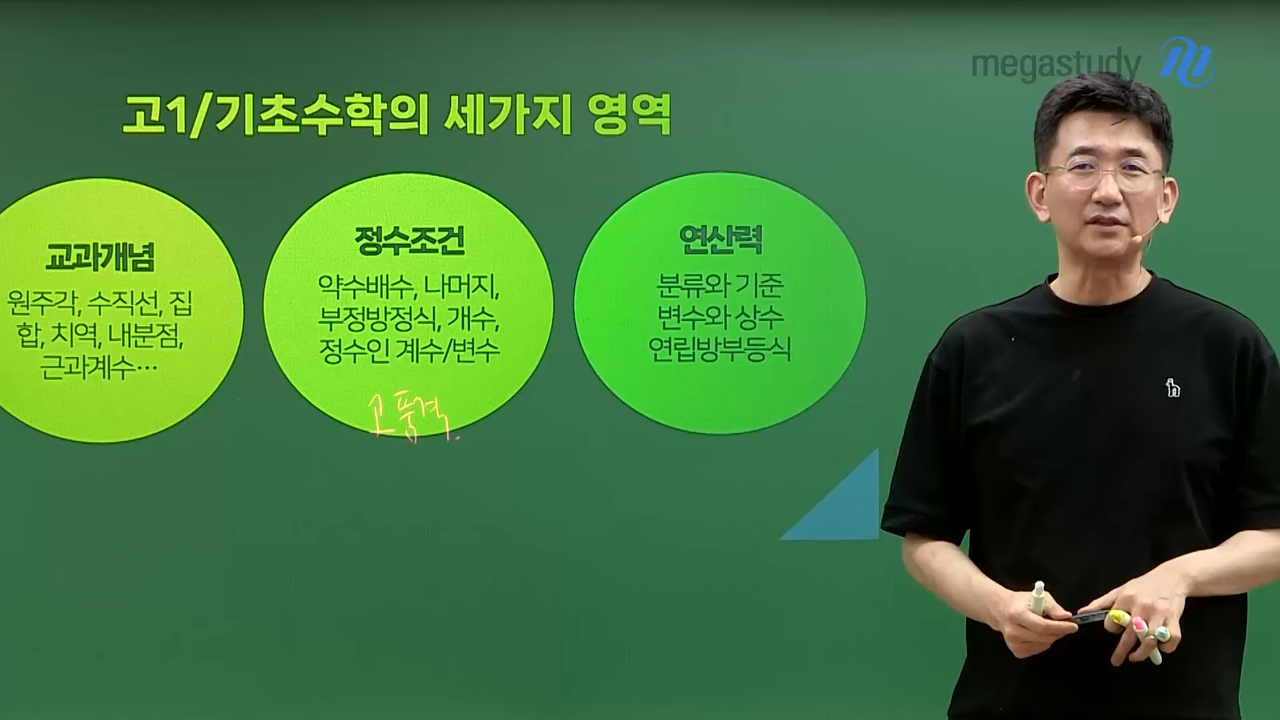 megastudy
고1/기초수학의 세가지 영역
교과개념
원주각, 수직선, 집
합, 치역, 내분점,
근과계수…
정수조건
약수배수, 나머지,
부정방정식, 개수,
정수인 계수/변수
고품격.
연산력
분류와 기준
변수와 상수
연립방부등식